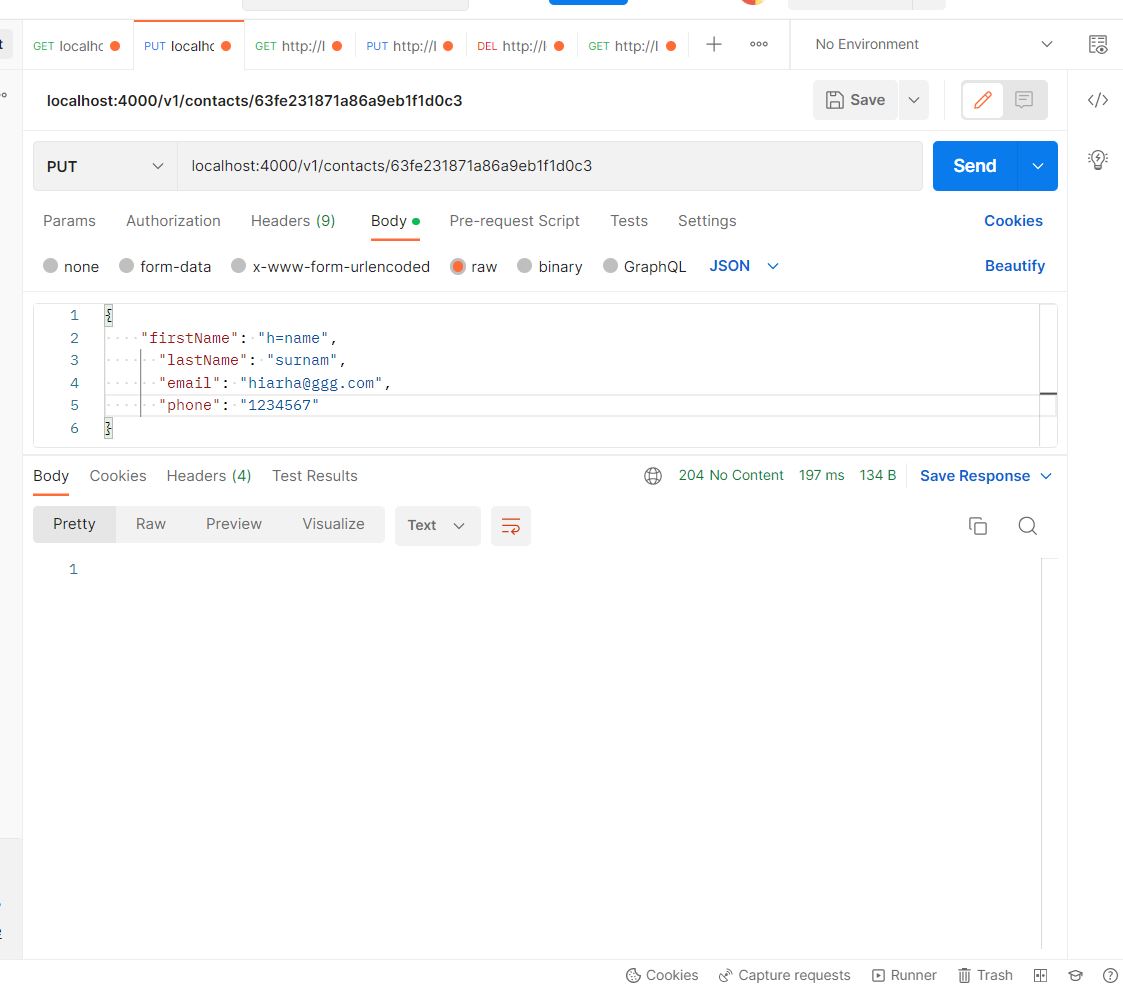 GET localhc PUT localhc GET http://l PUT http://l DEL http://l GET http://l No Environment
localhost:4000/v1/contacts/63fe231871a86a9eb1f1d0c3 Save
PUT localhost:4000/v1/contacts/63fe231871a86a9eb1f1d0c3 Send
Params Authorization Headers (9) Body Pre-request Script Tests Settings Cookies
none form-data x-www-form-urlencoded raw binary GraphQL JSON Beautify
1 {
2 "firstName": "h=name",
3 "lastName": "surnam",
4 "email": "hiarha@ggg.com",
5 "phone": "1234567"
6 }
Body Cookies Headers (4) Test Results 204 No Content 197 ms 134 B Save Response
Pretty Raw Preview Visualize Text
1
Cookies Capture requests Runner Trash